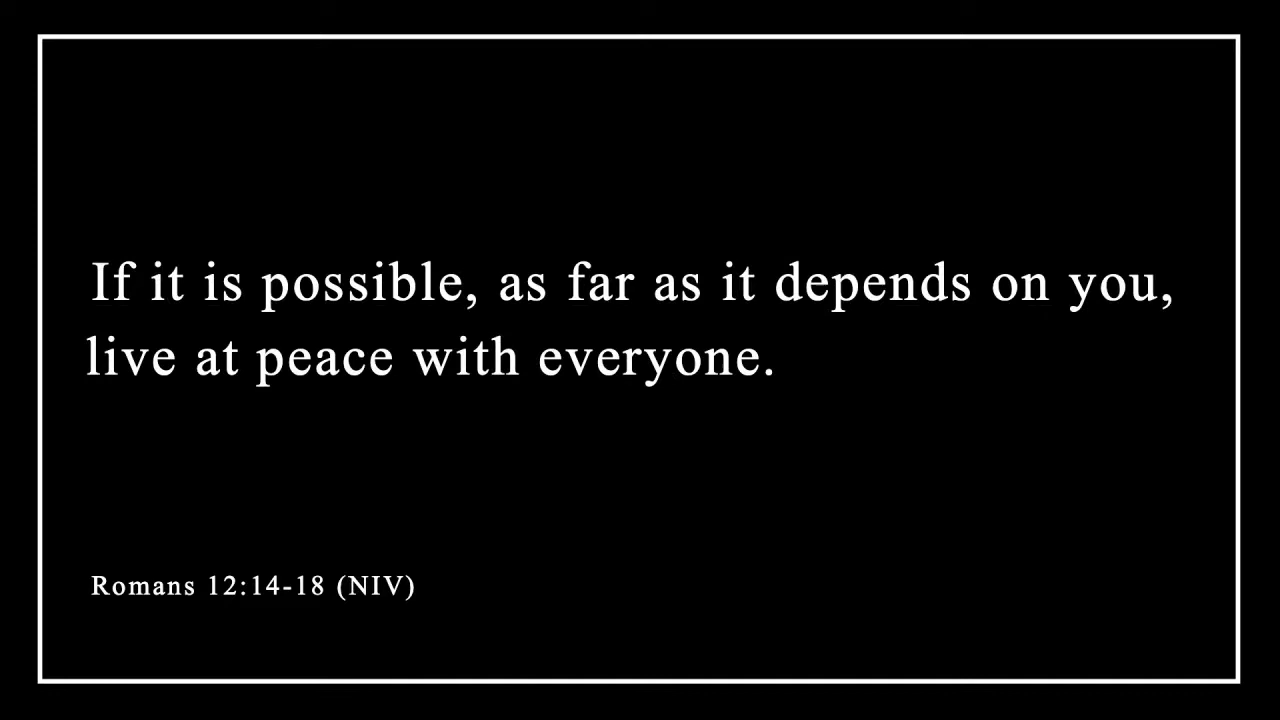 If it is possible, as far as it depends on you,
live at peace with everyone.
Romans 12:14-18 (NIV)